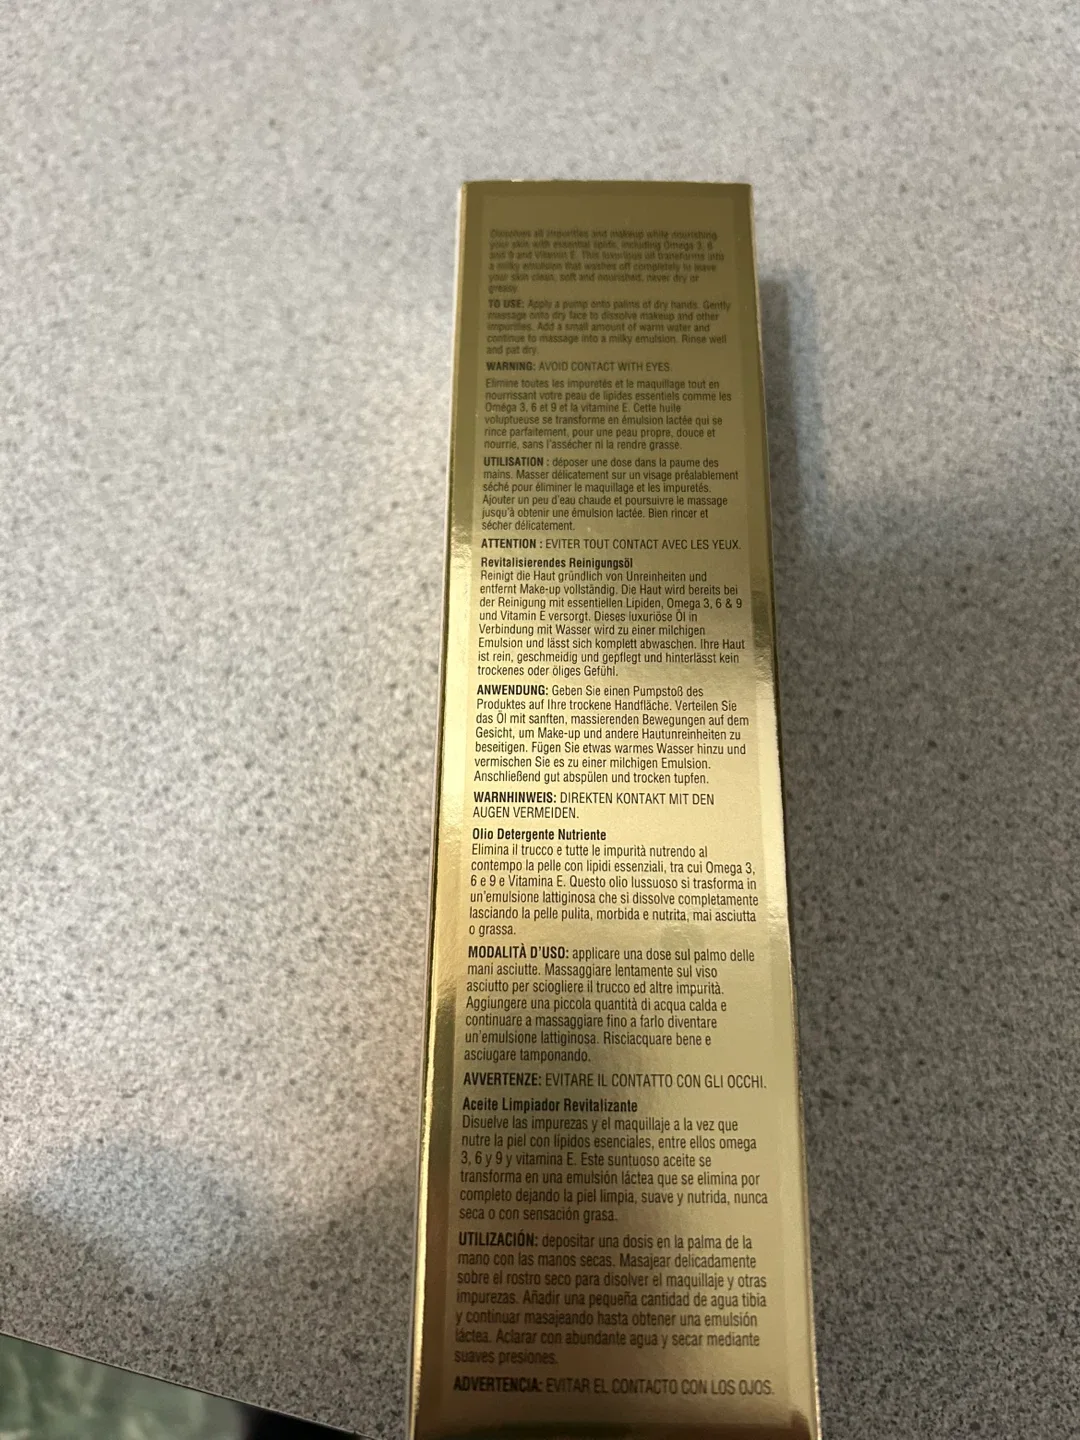 Dissolves all impurities and makeup while nourishing
your skin with essential lipids, including Omega 3, 6
and 9 and Vitamin E. This luxurious oil transforms into
a milky emulsion that washes off completely to leave
your skin clean, soft and nourished, never dry or
greasy.
TO USE: Apply a pump onto palms of dry hands. Gently
massage onto dry face to dissolve makeup and other
impurities. Add a small amount of warm water and
continue to massage into a milky emulsion. Rinse well
and pat dry.
WARNING: AVOID CONTACT WITH EYES.
Elimine toutes les impuretés et le maquillage tout en
nourrissant votre peau de lipides essentiels comme les
Oméga 3, 6 et 9 et la vitamine E. Cette huile
voluptueuse se transforme en émulsion lactée qui se
rince parfaitement, pour une peau propre, douce et
nourrie, sans l'assécher ni la rendre grasse.
UTILISATION : déposer une dose dans la paume des
mains. Masser délicatement sur un visage préalablement
séché pour éliminer le maquillage et les impuretés.
Ajouter un peu d'eau chaude et poursuivre le massage
jusqu'à obtenir une émulsion lactée. Bien rincer et
sécher délicatement.
ATTENTION : EVITER TOUT CONTACT AVEC LES YEUX.
Revitalisierendes Reinigungsöl
Reinigt die Haut gründlich von Unreinheiten und
entfernt Make-up vollständig. Die Haut wird bereits bei
der Reinigung mit essentiellen Lipiden, Omega 3, 6 & 9
und Vitamin E versorgt. Dieses luxuriöse Öl in
Verbindung mit Wasser wird zu einer milchigen
Emulsion und lässt sich komplett abwaschen. Ihre Haut
ist rein, geschmeidig und gepflegt und hinterlässt kein
trockenes oder öliges Gefühl.
ANWENDUNG: Geben Sie einen Pumpstoß des
Produktes auf Ihre trockene Handfläche. Verteilen Sie
das Öl mit sanften, massierenden Bewegungen auf dem
Gesicht, um Make-up und andere Hautunreinheiten zu
beseitigen. Fügen Sie etwas warmes Wasser hinzu und
vermischen Sie es zu einer milchigen Emulsion.
Anschließend gut abspülen und trocken tupfen.
WARNHINWEIS: DIREKTEN KONTAKT MIT DEN
AUGEN VERMEIDEN.
Olio Detergente Nutriente
Elimina il trucco e tutte le impurità nutrendo al
contempo la pelle con lipidi essenziali, tra cui Omega 3,
6 e 9 e Vitamina E. Questo olio lussuoso si trasforma in
un'emulsione lattiginosa che si dissolve completamente
lasciando la pelle pulita, morbida e nutrita, mai asciutta
o grassa.
MODALITÀ D'USO: applicare una dose sul palmo delle
mani asciutte. Massaggiare lentamente sul viso
asciutto per sciogliere il trucco ed altre impurità.
Aggiungere una piccola quantità di acqua calda e
continuare a massaggiare fino a farlo diventare
un'emulsione lattiginosa. Risciacquare bene e
asciugare tamponando.
AVVERTENZE: EVITARE IL CONTATTO CON GLI OCCHI.
Aceite Limpiador Revitalizante
Disuelve las impurezas y el maquillaje a la vez que
nutre la piel con lípidos esenciales, entre ellos omega
3, 6 y 9 y vitamina E. Este suntuoso aceite se
transforma en una emulsión láctea que se elimina por
completo dejando la piel limpia, suave y nutrida, nunca
seca o con sensación grasa.
UTILIZACIÓN: depositar una dosis en la palma de la
mano con las manos secas. Masajear delicadamente
sobre el rostro seco para disolver el maquillaje y otras
impurezas. Añadir una pequeña cantidad de agua tibia
y continuar masajeando hasta obtener una emulsión
láctea. Aclarar con abundante agua y secar mediante
suaves presiones.
ADVERTENCIA: EVITAR EL CONTACTO CON LOS OJOS.